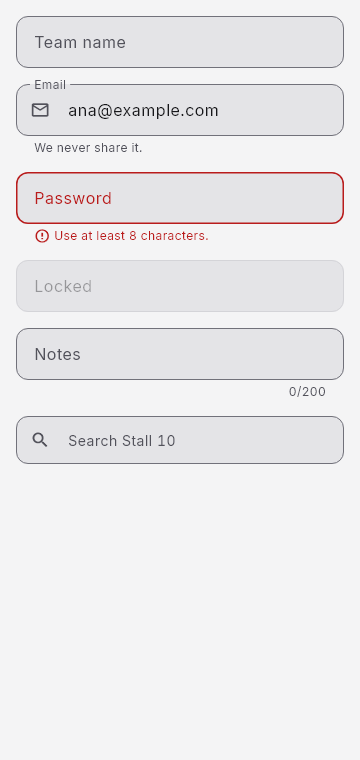 Team name
Email
ana@example.com
We never share it.
Password
Use at least 8 characters.
Locked
Notes
0/200
Search Stall 10